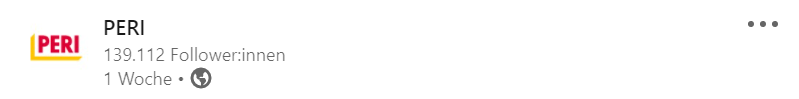 PERI
PERI
139.112 Follower:innen
1 Woche •